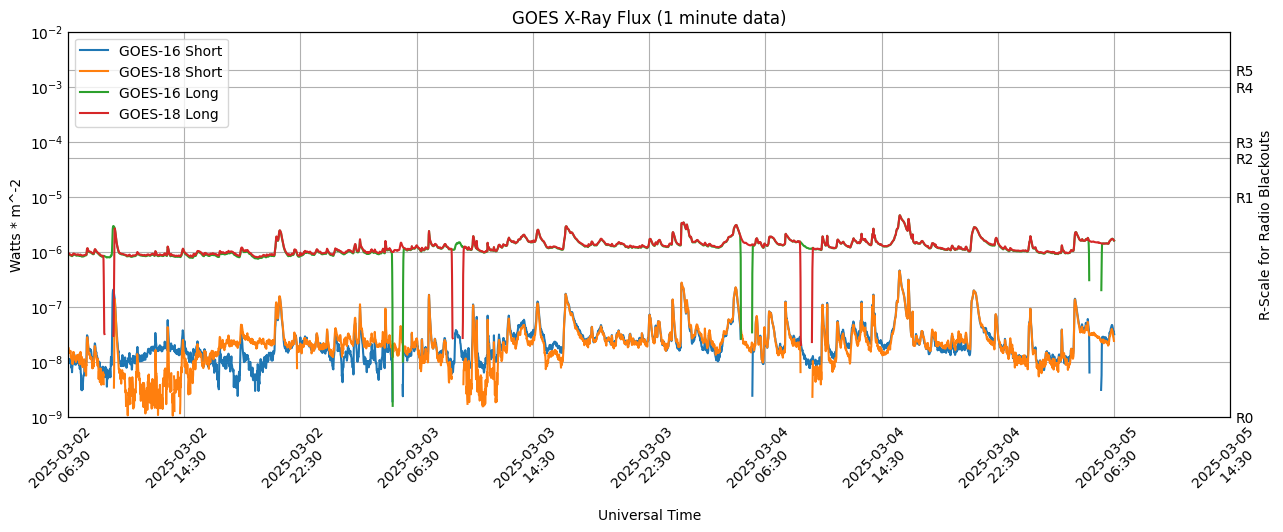 GOES X-Ray Flux (1 minute data)
GOES-16 Short
GOES-18 Short
GOES-16 Long
GOES-18 Long
10⁻²
10⁻³
10⁻⁴
10⁻⁵
10⁻⁶
10⁻⁷
10⁻⁸
10⁻⁹
Watts * m^-2
R5
R4
R3
R2
R1
R0
R-Scale for Radio Blackouts
2025-03-02
06:30
2025-03-02
14:30
2025-03-02
22:30
2025-03-03
06:30
2025-03-03
14:30
2025-03-03
22:30
2025-03-04
06:30
2025-03-04
14:30
2025-03-04
22:30
2025-03-05
06:30
2025-03-05
14:30
Universal Time